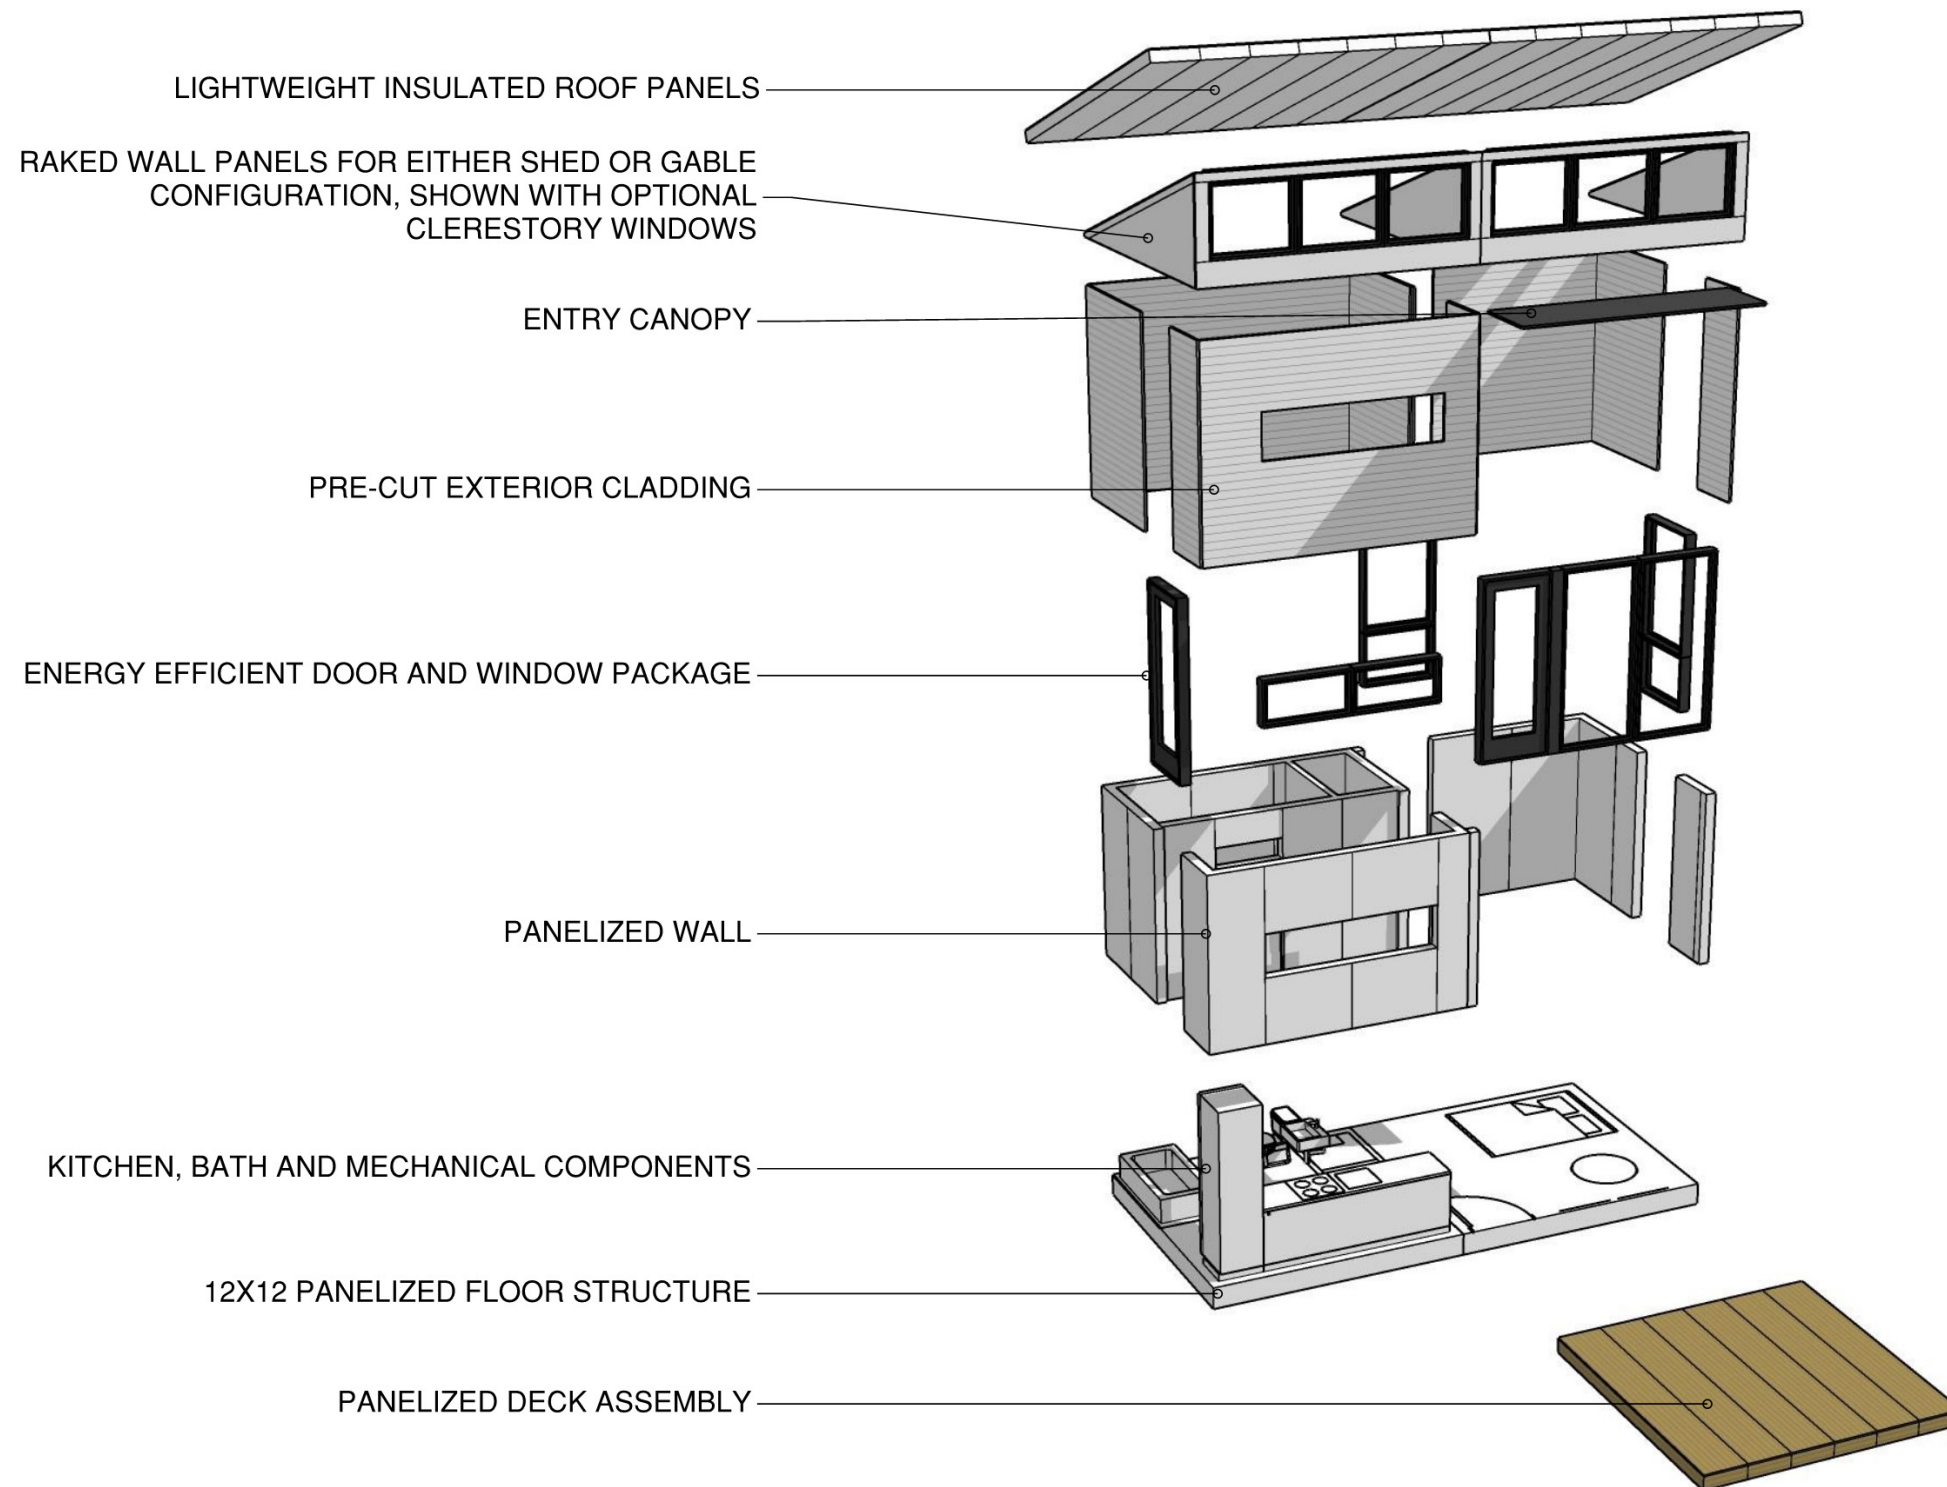 LIGHTWEIGHT INSULATED ROOF PANELS
RAKED WALL PANELS FOR EITHER SHED OR GABLE
CONFIGURATION, SHOWN WITH OPTIONAL
CLERESTORY WINDOWS
ENTRY CANOPY
PRE-CUT EXTERIOR CLADDING
ENERGY EFFICIENT DOOR AND WINDOW PACKAGE
PANELIZED WALL
KITCHEN, BATH AND MECHANICAL COMPONENTS
12X12 PANELIZED FLOOR STRUCTURE
PANELIZED DECK ASSEMBLY